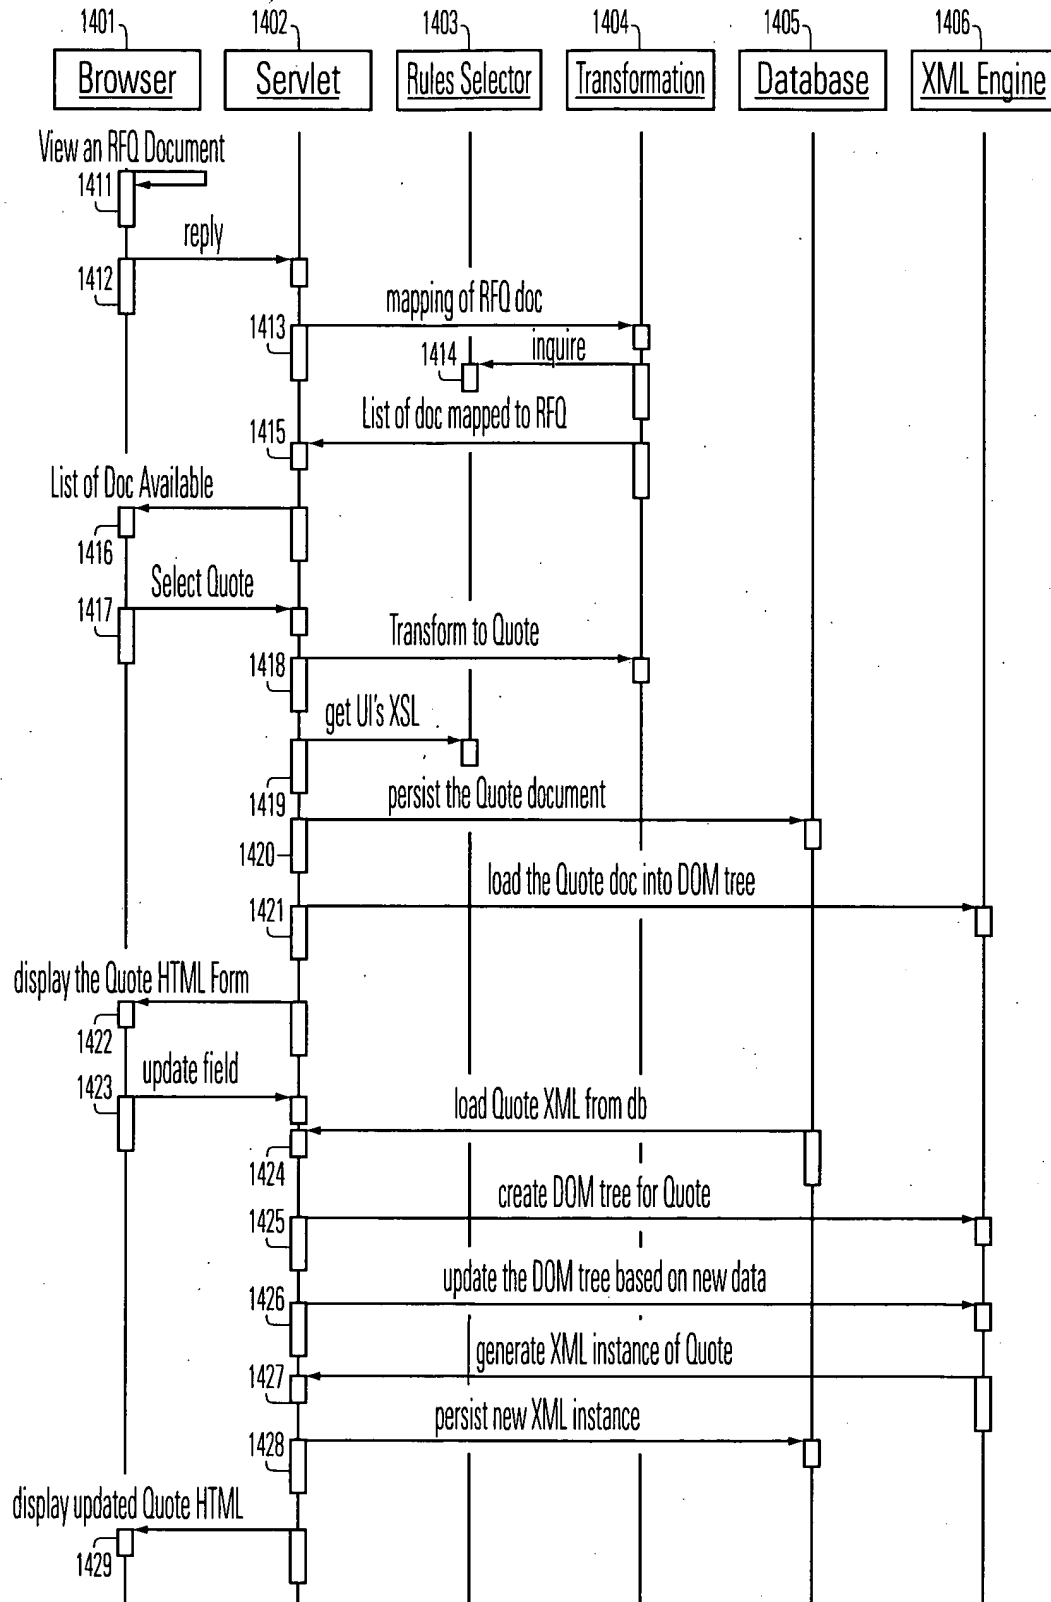 1401 1402 1403 1404 1405 1406
Browser Servlet Rules Selector Transformation Database XML Engine
View an RFQ Document
1411
reply
1412
mapping of RFQ doc
1413
inquire
1414
List of doc mapped to RFQ
1415
List of Doc Available
1416
Select Quote
1417
Transform to Quote
1418
get UI's XSL
1419
persist the Quote document
1420
load the Quote doc into DOM tree
1421
display the Quote HTML Form
1422
update field
1423
load Quote XML from db
1424
create DOM tree for Quote
1425
update the DOM tree based on new data
1426
generate XML instance of Quote
1427
persist new XML instance
1428
display updated Quote HTML
1429